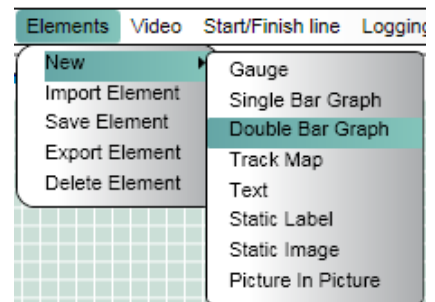 Elements Video Start/Finish line Logging
New
Import Element
Save Element
Export Element
Delete Element
Gauge
Single Bar Graph
Double Bar Graph
Track Map
Text
Static Label
Static Image
Picture In Picture